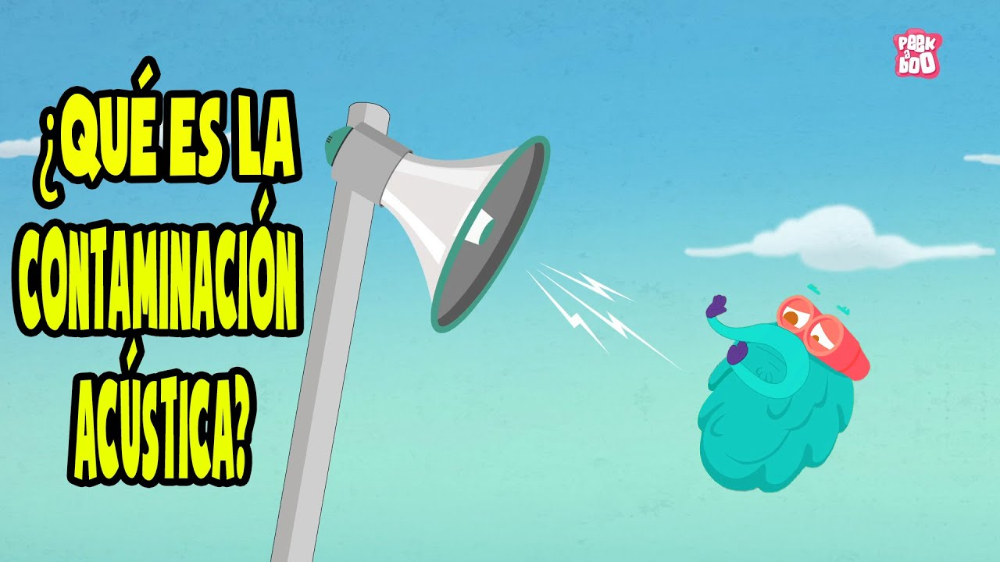 ¿QUÉ ES LA
CONTAMINACIÓN
ACÚSTICA?
PEEK
a
BOO